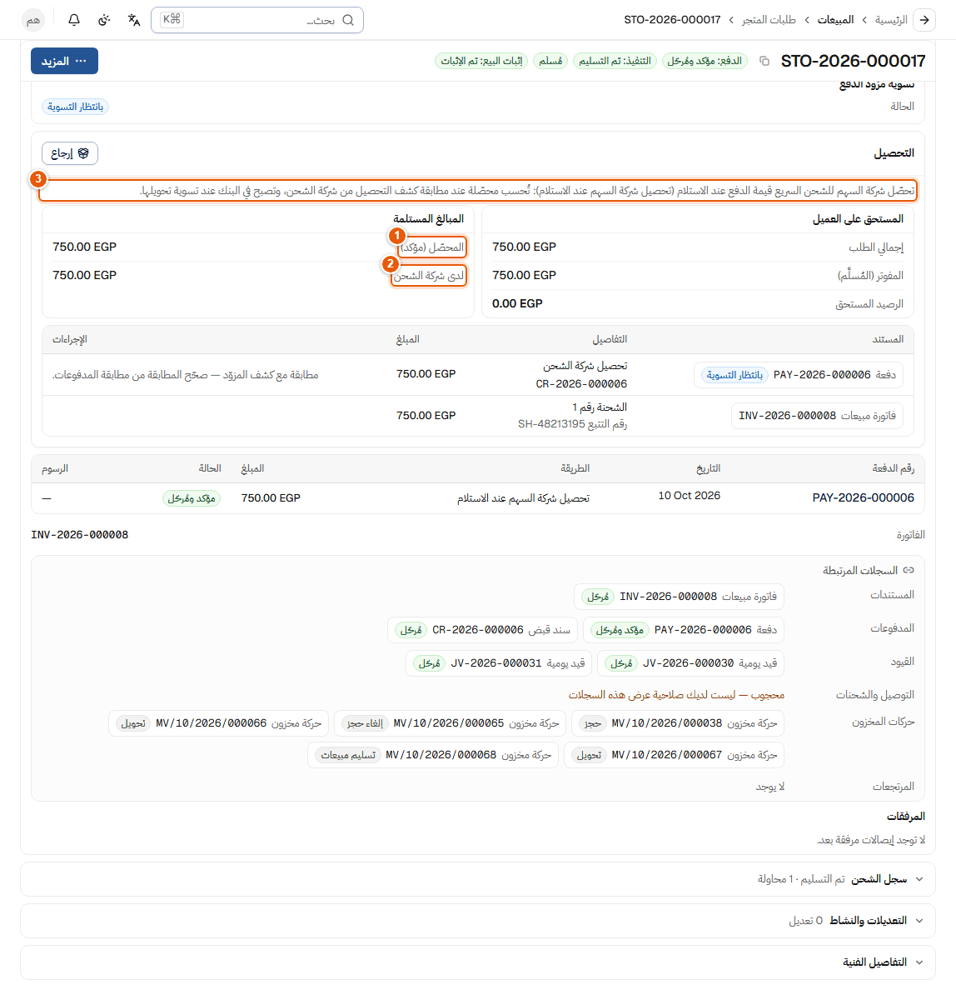 الرئيسية > المبيعات > طلبات المتجر > STO-2026-000017
بحث... ⌘K
هم
STO-2026-000017
الدفع: مؤكد ومُرحّل
التنفيذ: تم التسليم
مُسلّم
إثبات البيع: تم الإثبات
المزيد
تسوية مزود الدفع
الحالة
بانتظار التسوية
التحصيل
إرجاع
3
تحصّل شركة السهم للشحن السريع قيمة الدفع عند الاستلام (تحصيل شركة السهم عند الاستلام): تُحسب محصّلة عند مطابقة كشف التحصيل من شركة الشحن، وتصبح في البنك عند تسوية تحويلها.
المستحق على العميل
إجمالي الطلب 750.00 EGP
المفوتر (المُسلَّم) 750.00 EGP
الرصيد المستحق 0.00 EGP
المبالغ المستلمة
1
المحصّل (مؤكد) 750.00 EGP
2
لدى شركة الشحن 750.00 EGP
المستند التفاصيل المبلغ الإجراءات
دفعة PAY-2026-000006 بانتظار التسوية
تحصيل شركة الشحن
CR-2026-000006
750.00 EGP
مطابقة مع كشف المزوّد — صحّح المطابقة من مطابقة المدفوعات.
فاتورة مبيعات INV-2026-000008
الشحنة رقم 1
رقم التتبع SH-48213195
750.00 EGP
رقم الدفعة التاريخ الطريقة المبلغ الحالة الرسوم
PAY-2026-000006 10 Oct 2026 تحصيل شركة السهم عند الاستلام 750.00 EGP مؤكد ومُرحّل —
الفاتورة INV-2026-000008
السجلات المرتبطة
المستندات فاتورة مبيعات INV-2026-000008 مُرحّل
المدفوعات دفعة PAY-2026-000006 مؤكد ومُرحّل سند قبض CR-2026-000006 مُرحّل
القيود قيد يومية JV-2026-000030 مُرحّل قيد يومية JV-2026-000031 مُرحّل
التوصيل والشحنات محجوب — ليست لديك صلاحية عرض هذه السجلات
حركات المخزون حركة مخزون MV/10/2026/000038 حجز حركة مخزون MV/10/2026/000065 إلغاء حجز حركة مخزون MV/10/2026/000066 تحويل
حركة مخزون MV/10/2026/000067 تحويل حركة مخزون MV/10/2026/000068 تسليم مبيعات
المرتجعات لا يوجد
المرفقات
لا توجد إيصالات مرفقة بعد.
سجل الشحن تم التسليم · 1 محاولة
التعديلات والنشاط 0 تعديل
التفاصيل الفنية